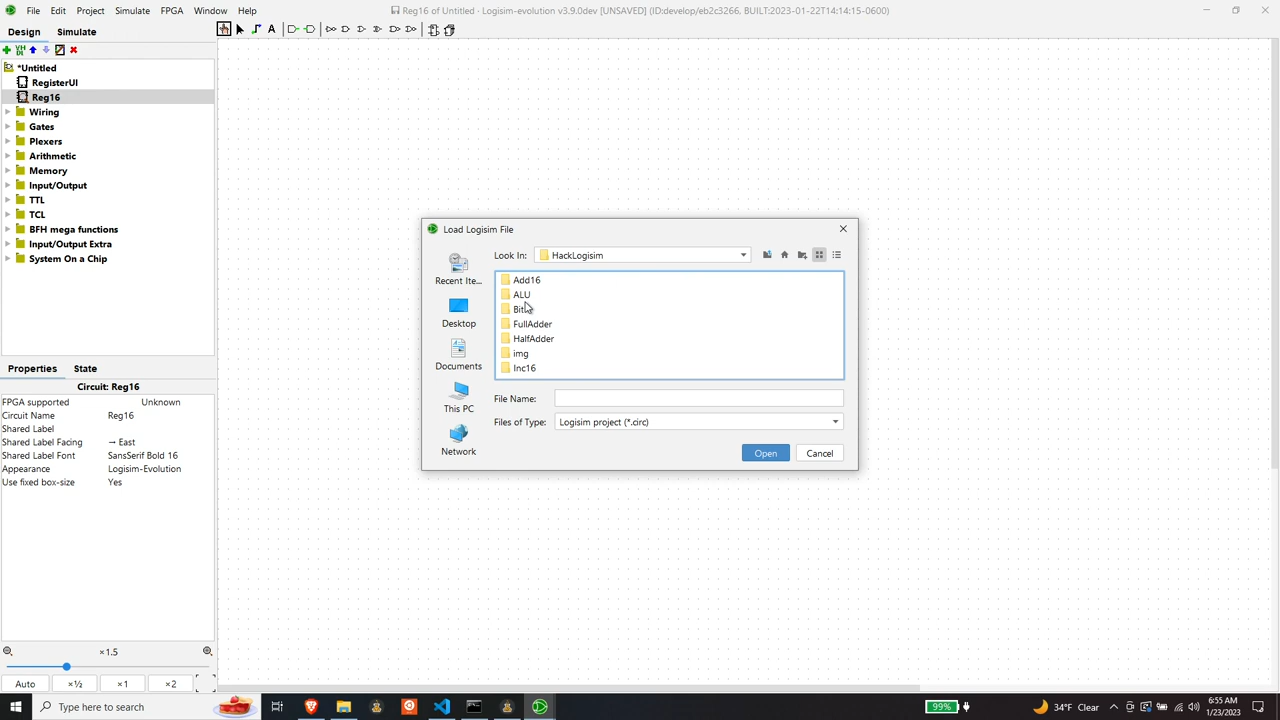 File Edit Project Simulate FPGA Window Help
Reg16 of Untitled - Logisim-evolution v3.9.0dev [UNSAVED] (ID:develop/eb2c3266, BUILT:2023-01-22T14:14:15-0600)
Design Simulate
A
VH
DL
*Untitled
RegisterUI
Reg16
Wiring
Gates
Plexers
Arithmetic
Memory
Input/Output
TTL
TCL
BFH mega functions
Input/Output Extra
System On a Chip
Properties State
Circuit: Reg16
FPGA supported Unknown
Circuit Name Reg16
Shared Label
Shared Label Facing → East
Shared Label Font SansSerif Bold 16
Appearance Logisim-Evolution
Use fixed box-size Yes
×1.5
Auto ×½ ×1 ×2
Load Logisim File
Look In: HackLogisim
Recent Ite...
Desktop
Documents
This PC
Network
Add16
ALU
FullAdder
HalfAdder
img
Inc16
File Name:
Files of Type: Logisim project (*.circ)
Open Cancel
Type here to search
99%
34°F Clear
6:55 AM
1/23/2023